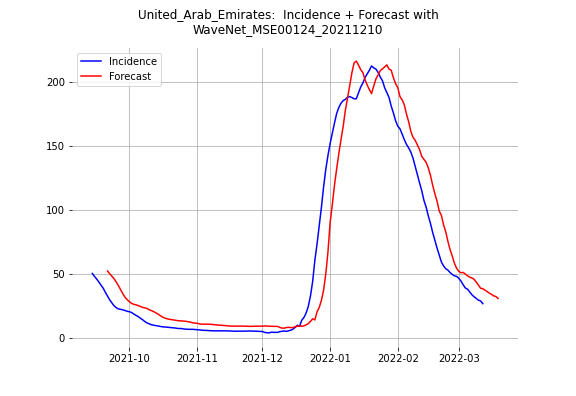 United_Arab_Emirates:  Incidence + Forecast with
WaveNet_MSE00124_20211210
Incidence
Forecast
200
150
100
50
0
2021-10
2021-11
2021-12
2022-01
2022-02
2022-03